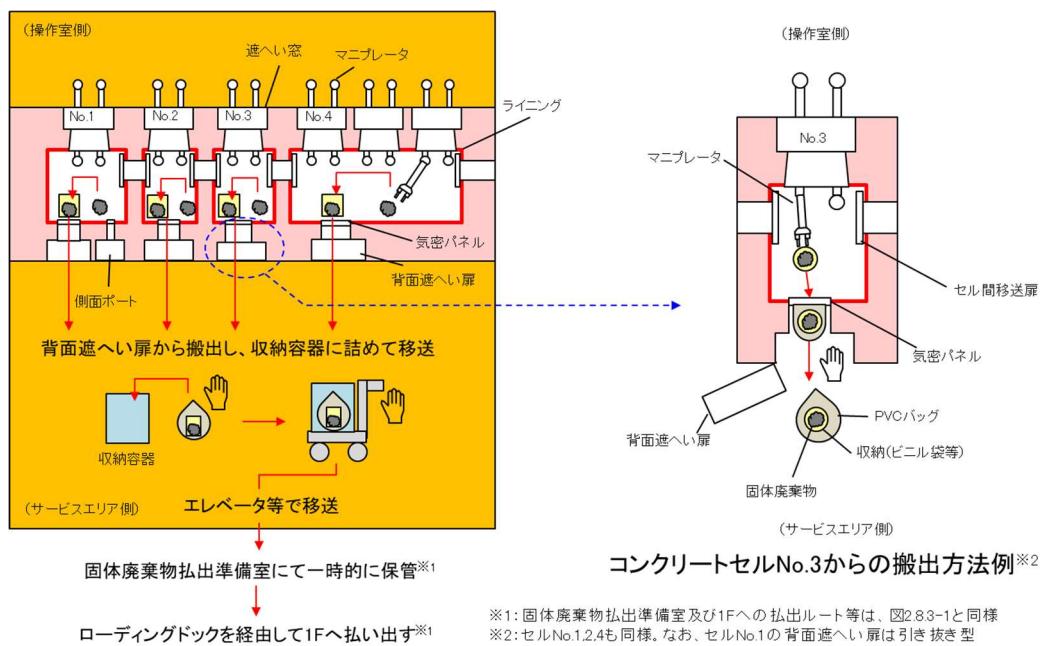 (操作室側)
遮へい窓
マニプレータ
No.1
No.2
No.3
No.4
ライニング
気密パネル
背面遮へい扉
側面ポート
背面遮へい扉から搬出し、収納容器に詰めて移送
収納容器
(サービスエリア側)
エレベータ等で移送
固体廃棄物払出準備室にて一時的に保管※1
ローディングドックを経由して1Fへ払い出す※1
(操作室側)
No.3
マニプレータ
セル間移送扉
気密パネル
背面遮へい扉
PVCバッグ
収納(ビニル袋等)
固体廃棄物
(サービスエリア側)
コンクリートセルNo.3からの搬出方法例※2
※1:固体廃棄物払出準備室及び1Fへの払出ルート等は、図2.8.3-1と同様
※2:セルNo.1,2,4も同様。なお、セルNo.1の背面遮へい扉は引き抜き型